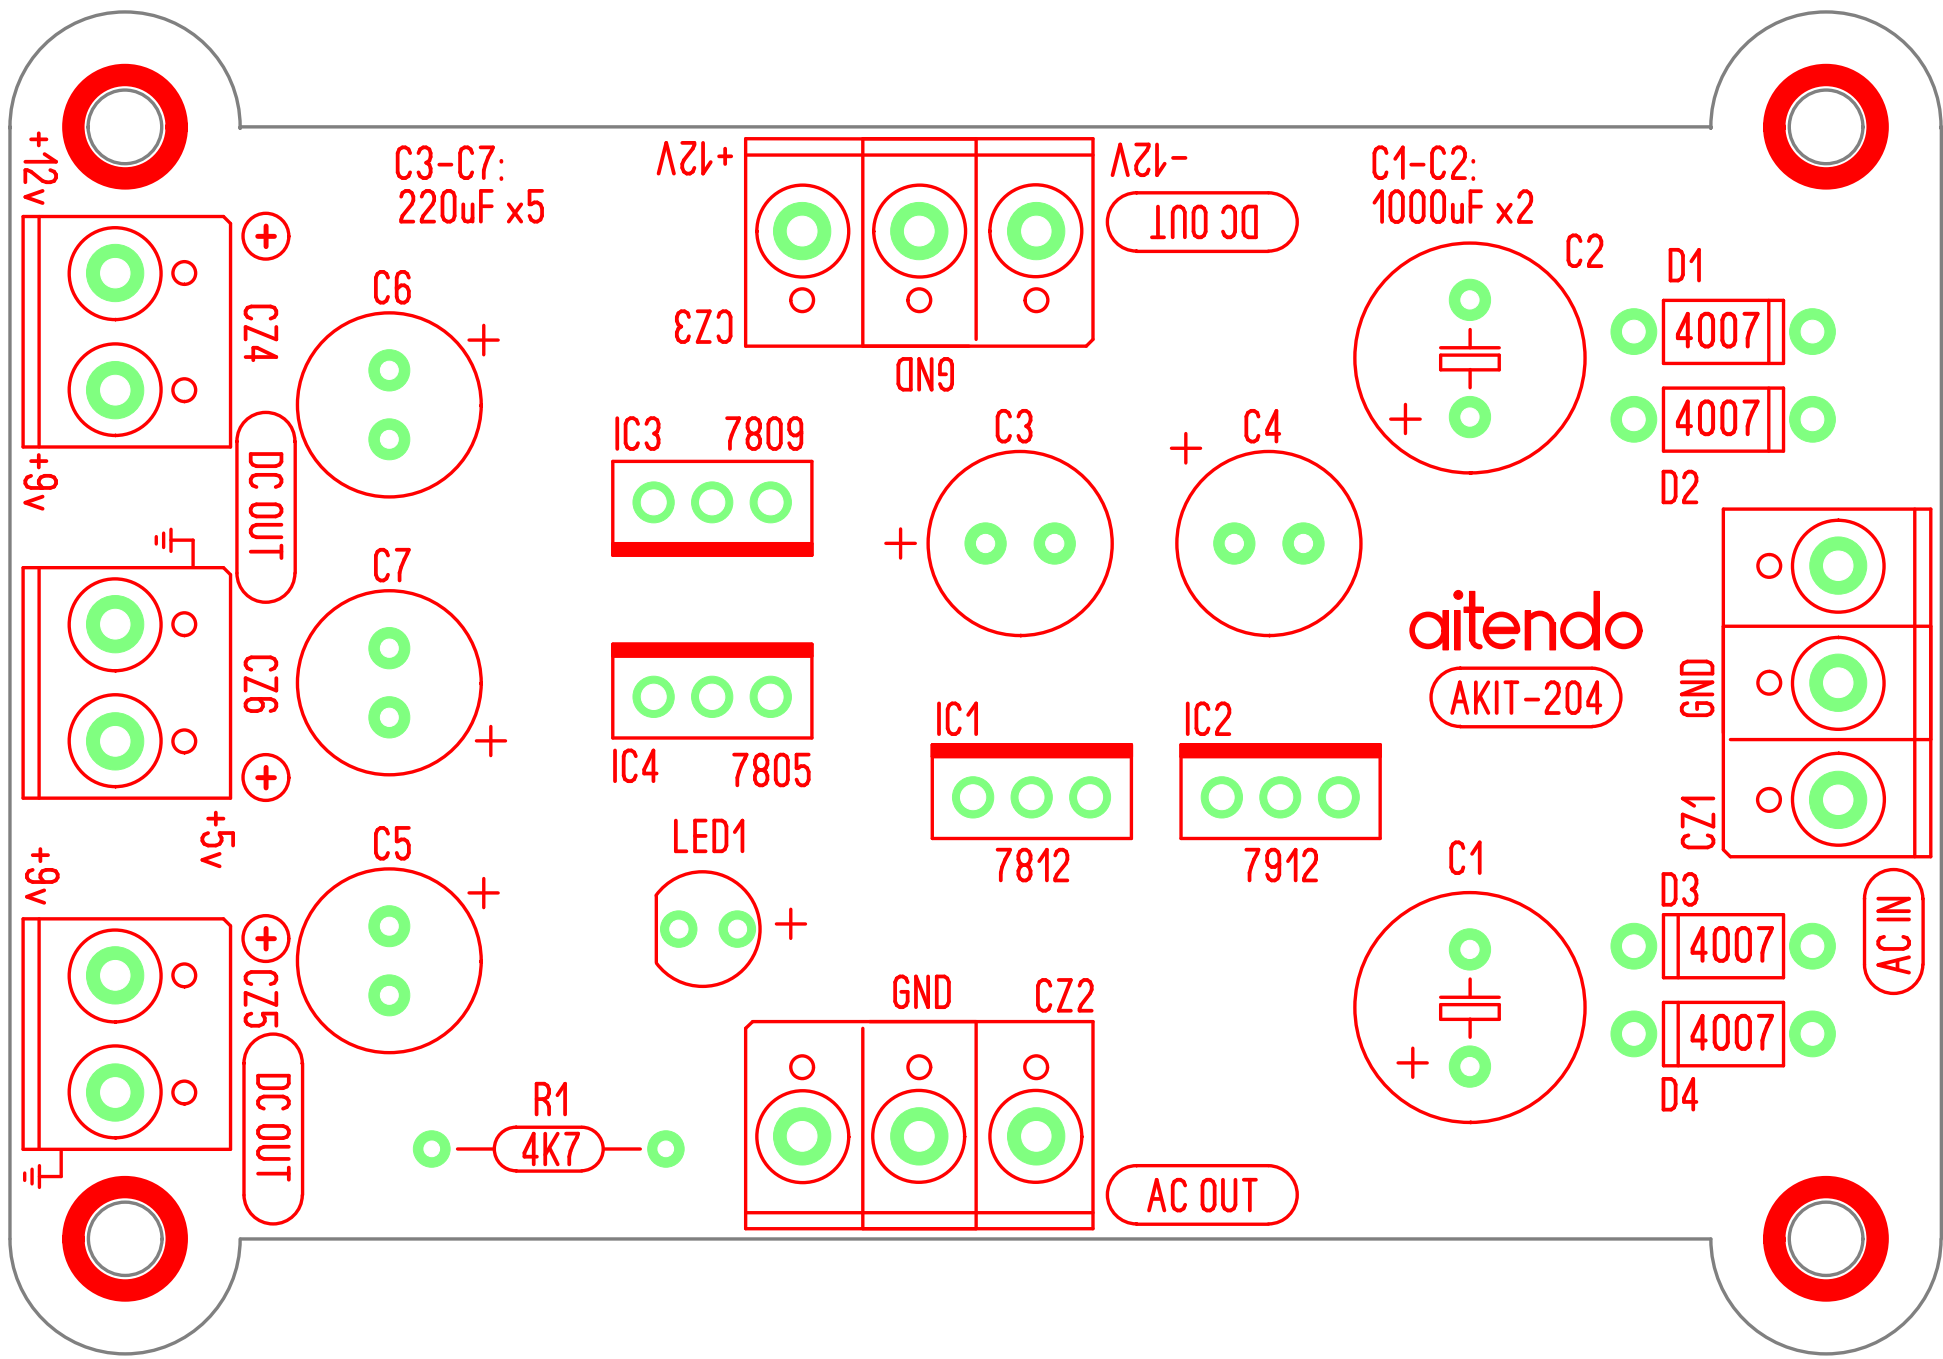 +12v
C3-C7:
220uF x5
+12V
-12V
DC OUT
C1-C2:
1000uF x2
C2
D1
4007
4007
D2
+
CZ4
C6
+
CZ3
GND
+
+9v
DC OUT
IC3
7809
C3
+
C4
+
C7
+
CZ6
+
+5v
IC4
7805
aitendo
AKIT-204
GND
CZ1
IC1
7812
IC2
7912
LED1
+
C5
+
+9v
+
CZ5
DC OUT
C1
+
D3
4007
4007
D4
AC IN
GND
CZ2
R1
4K7
AC OUT